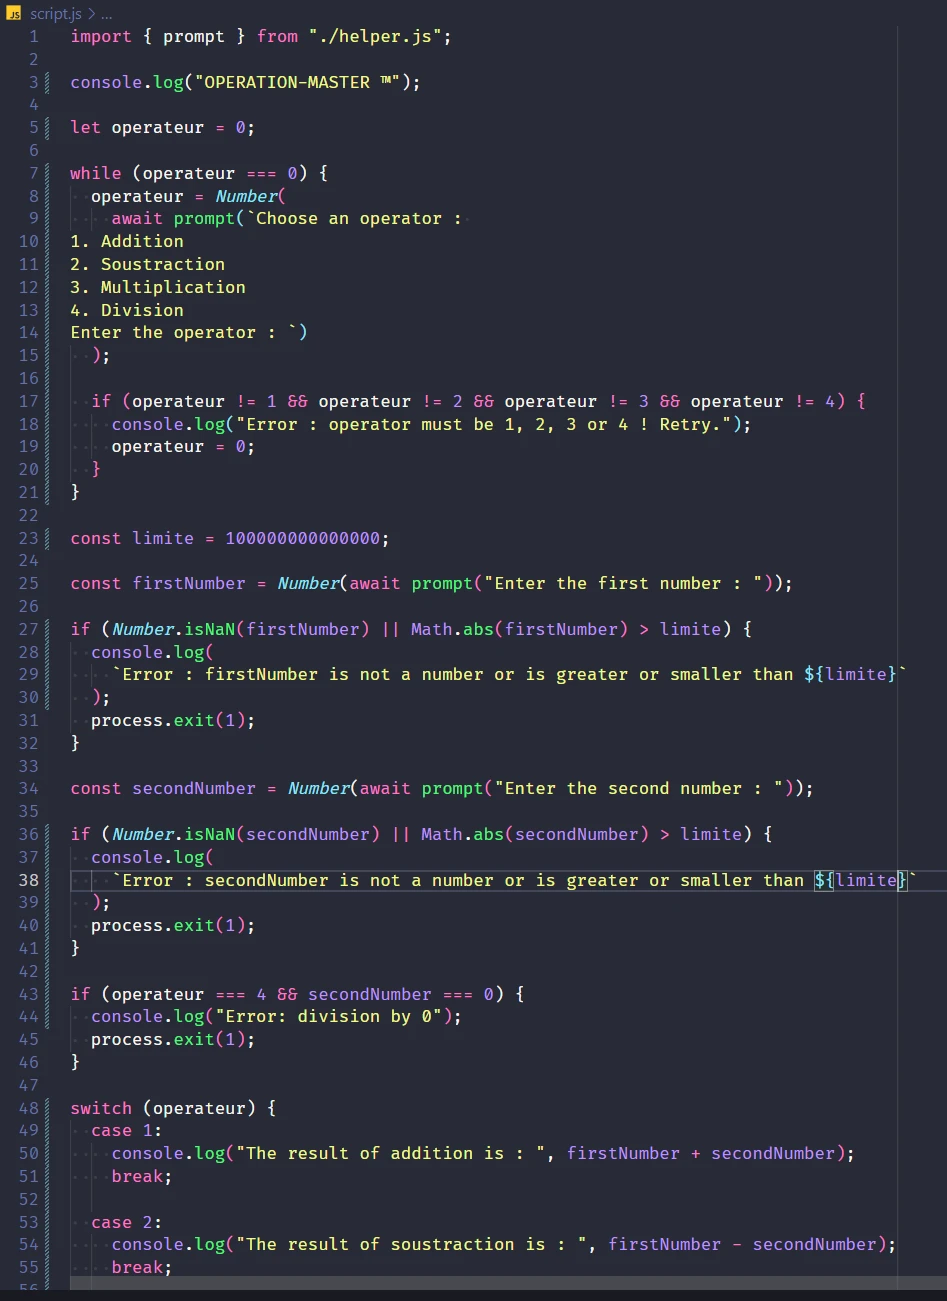 JS script.js > ...
1 import { prompt } from "./helper.js";
2
3 console.log("OPERATION-MASTER ™");
4
5 let operateur = 0;
6
7 while (operateur === 0) {
8   operateur = Number(
9     await prompt(`Choose an operator :
10 1. Addition
11 2. Soustraction
12 3. Multiplication
13 4. Division
14 Enter the operator : `)
15   );
16
17   if (operateur != 1 && operateur != 2 && operateur != 3 && operateur != 4) {
18     console.log("Error : operator must be 1, 2, 3 or 4 ! Retry.");
19     operateur = 0;
20   }
21 }
22
23 const limite = 100000000000000;
24
25 const firstNumber = Number(await prompt("Enter the first number : "));
26
27 if (Number.isNaN(firstNumber) || Math.abs(firstNumber) > limite) {
28   console.log(
29     `Error : firstNumber is not a number or is greater or smaller than ${limite}`
30   );
31   process.exit(1);
32 }
33
34 const secondNumber = Number(await prompt("Enter the second number : "));
35
36 if (Number.isNaN(secondNumber) || Math.abs(secondNumber) > limite) {
37   console.log(
38     `Error : secondNumber is not a number or is greater or smaller than ${limite}`
39   );
40   process.exit(1);
41 }
42
43 if (operateur === 4 && secondNumber === 0) {
44   console.log("Error: division by 0");
45   process.exit(1);
46 }
47
48 switch (operateur) {
49   case 1:
50     console.log("The result of addition is : ", firstNumber + secondNumber);
51     break;
52
53   case 2:
54     console.log("The result of soustraction is : ", firstNumber - secondNumber);
55     break;
56